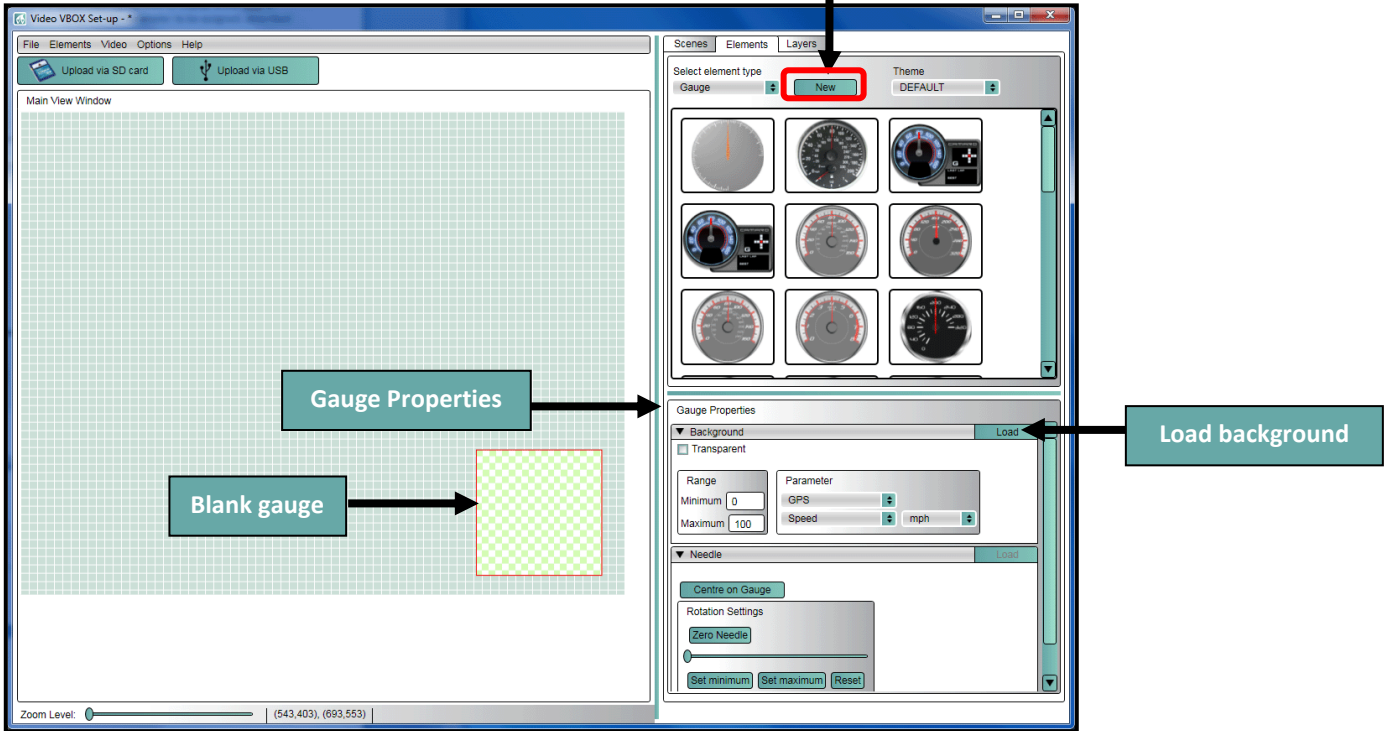 Video VBOX Set-up - *
File Elements Video Options Help
Upload via SD card
Upload via USB
Main View Window
Gauge Properties
Blank gauge
Zoom Level:
(543,403), (693,553)
Scenes
Elements
Layers
Select element type
Gauge
New
Theme
DEFAULT
Gauge Properties
Background
Load
Transparent
Range
Minimum 0
Maximum 100
Parameter
GPS
Speed
mph
Needle
Load
Centre on Gauge
Rotation Settings
Zero Needle
Set minimum
Set maximum
Reset
Load background